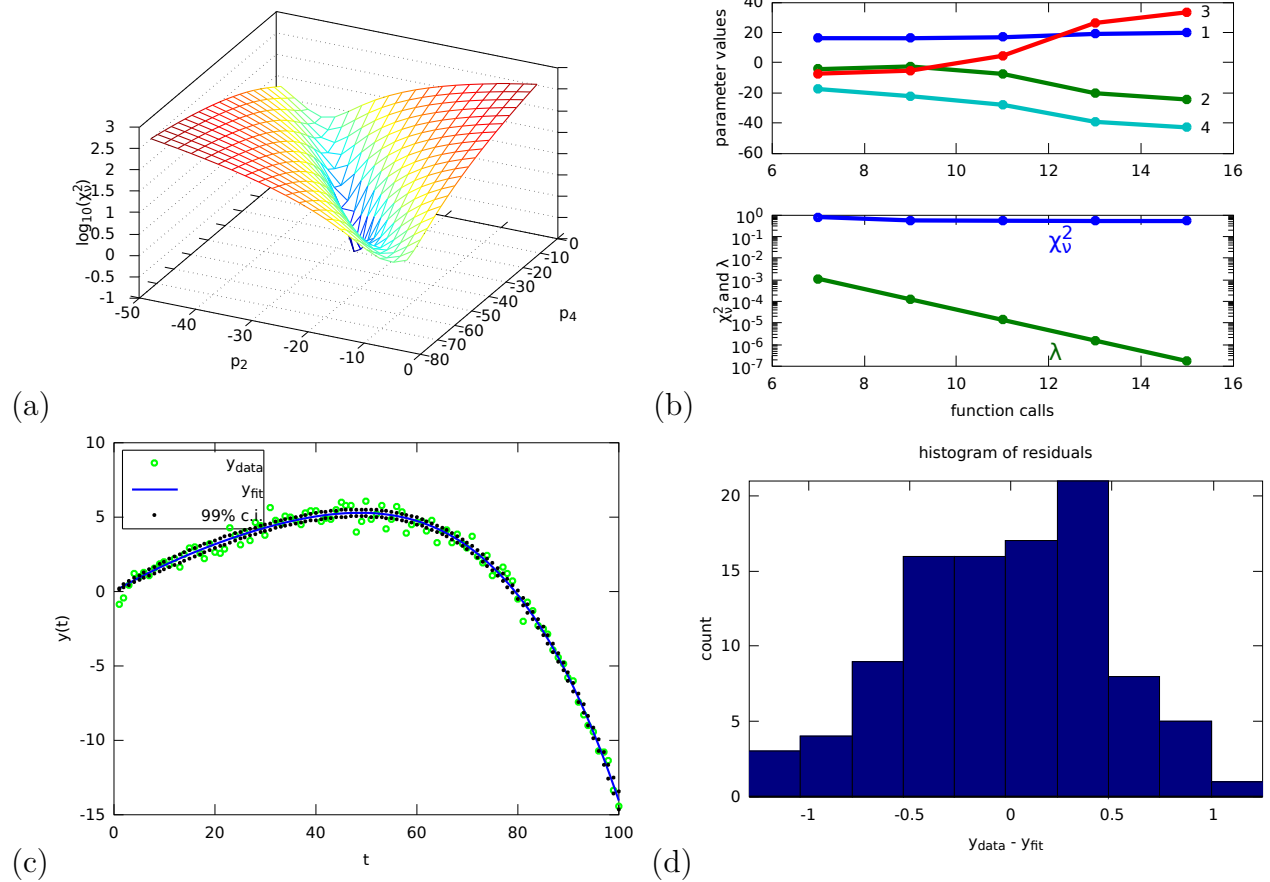 3
2.5
2
1.5
1
0.5
0
-0.5
-1
log10(χ²)
-50
-40
-30
-20
-10
0
p2
0
-10
-20
-30
-40
-50
-60
-70
-80
p4
(a)
40
20
0
-20
-40
-60
parameter values
6 8 10 12 14 16
3
1
2
4
10^0
10^-1
10^-2
10^-3
10^-4
10^-5
10^-6
10^-7
χ²ν and λ
χ²ν
λ
6 8 10 12 14 16
function calls
(b)
10
5
0
-5
-10
-15
y(t)
ydata
yfit
99% c.i.
0 20 40 60 80 100
t
(c)
histogram of residuals
20
15
10
5
0
count
-1 -0.5 0 0.5 1
ydata - yfit
(d)